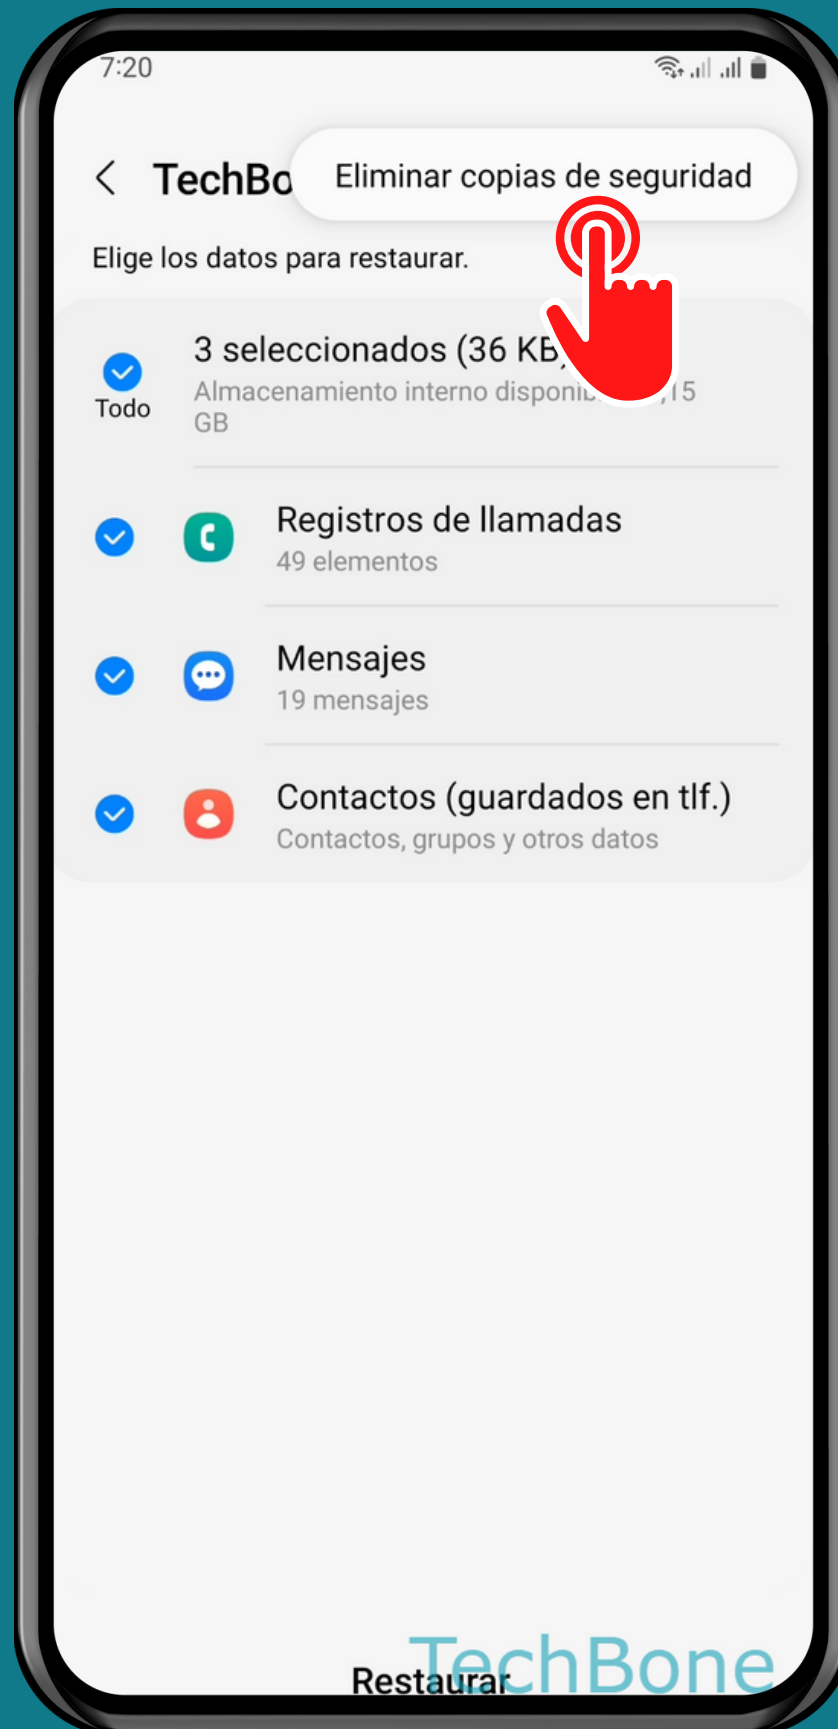 7:20
TechBo
Eliminar copias de seguridad
Elige los datos para restaurar.
3 seleccionados (36 KB)
Todo
Almacenamiento interno
GB
Registros de llamadas
49 elementos
Mensajes
19 mensajes
Contactos (guardados en tlf.)
Contactos, grupos y otros datos
Restaurar
TechBone